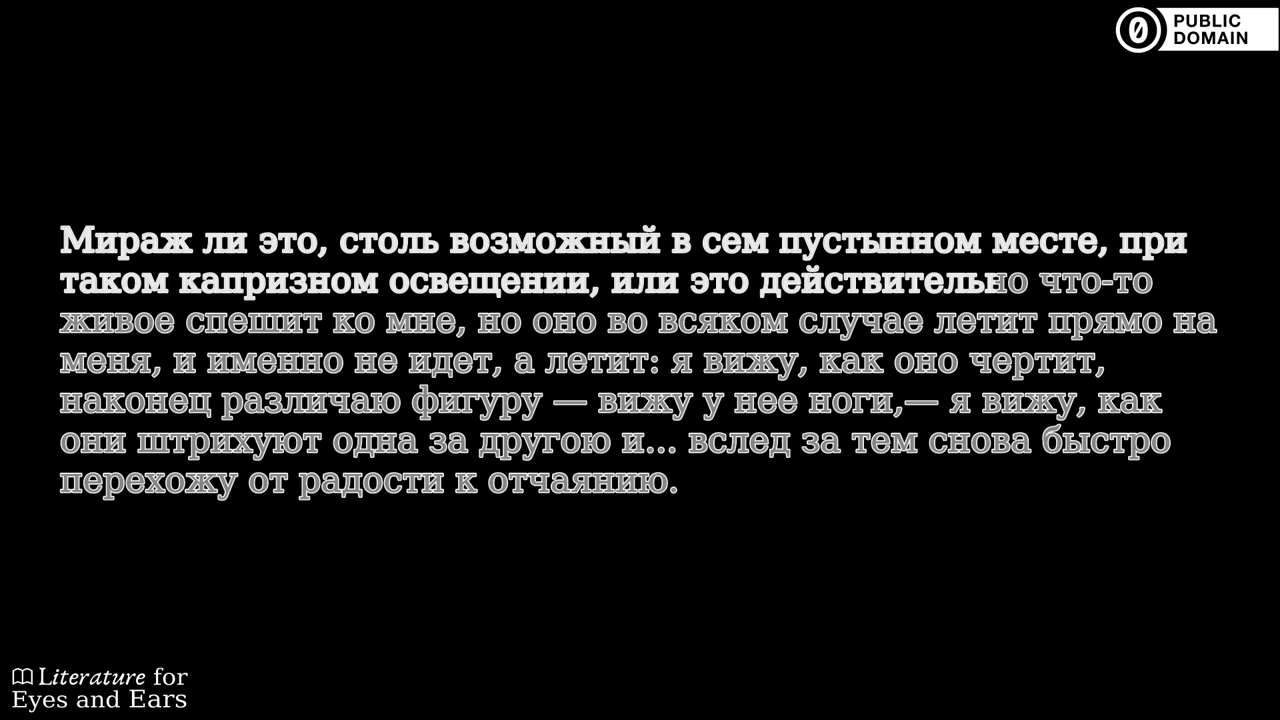 PUBLIC
DOMAIN
Мираж ли это, столь возможный в сем пустынном месте, при
таком капризном освещении, или это действительно что-то
живое спешит ко мне, но оно во всяком случае летит прямо на
меня, и именно не идет, а летит: я вижу, как оно чертит,
наконец различаю фигуру — вижу у нее ноги,— я вижу, как
они штрихуют одна за другою и... вслед за тем снова быстро
перехожу от радости к отчаянию.
Literature for
Eyes and Ears